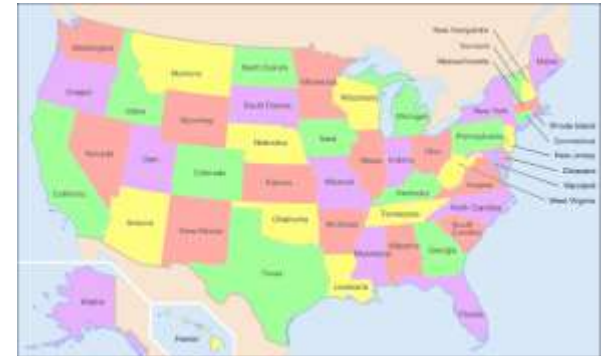 New Hampshire
Vermont
Massachusetts
Washington
Montana
North Dakota
Minnesota
Maine
Oregon
Idaho
Wyoming
South Dakota
Wisconsin
Michigan
New York
Rhode Island
Connecticut
New Jersey
Delaware
Maryland
West Virginia
Nevada
Utah
Colorado
Nebraska
Iowa
Illinois
Indiana
Ohio
Pennsylvania
California
Kansas
Missouri
Kentucky
Virginia
Arizona
New Mexico
Oklahoma
Arkansas
Tennessee
North Carolina
South
Carolina
Texas
Louisiana
Mississippi
Alabama
Georgia
Florida
Alaska
Hawaii